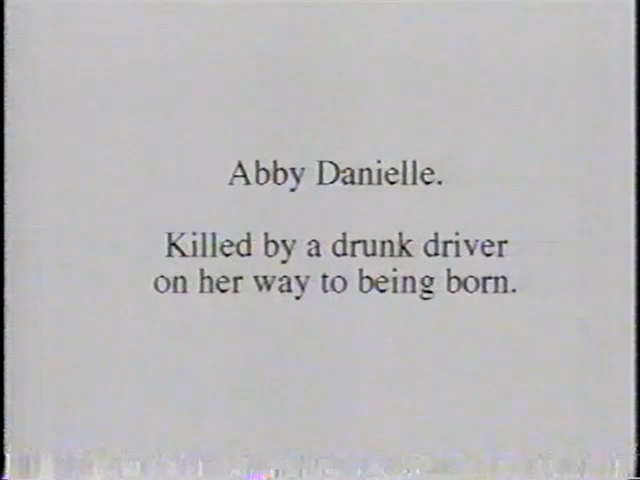 Abby Danielle.
Killed by a drunk driver
on her way to being born.